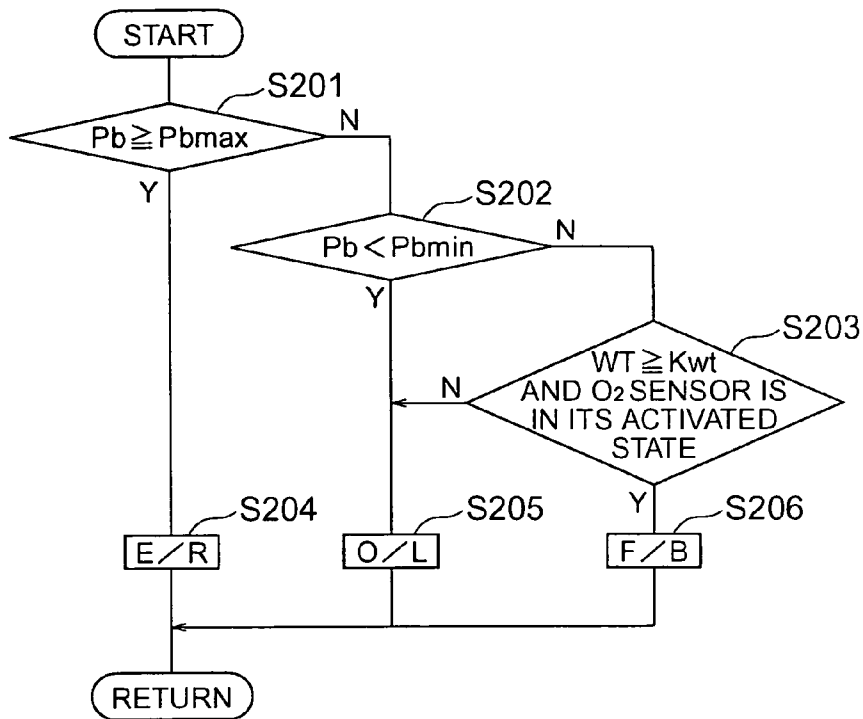 START
S201
Pb≧Pbmax
N
Y
S202
Pb<Pbmin
N
Y
S203
WT≧Kwt
AND O₂ SENSOR IS
IN ITS ACTIVATED
STATE
N
Y
S204
E/R
S205
O/L
S206
F/B
RETURN